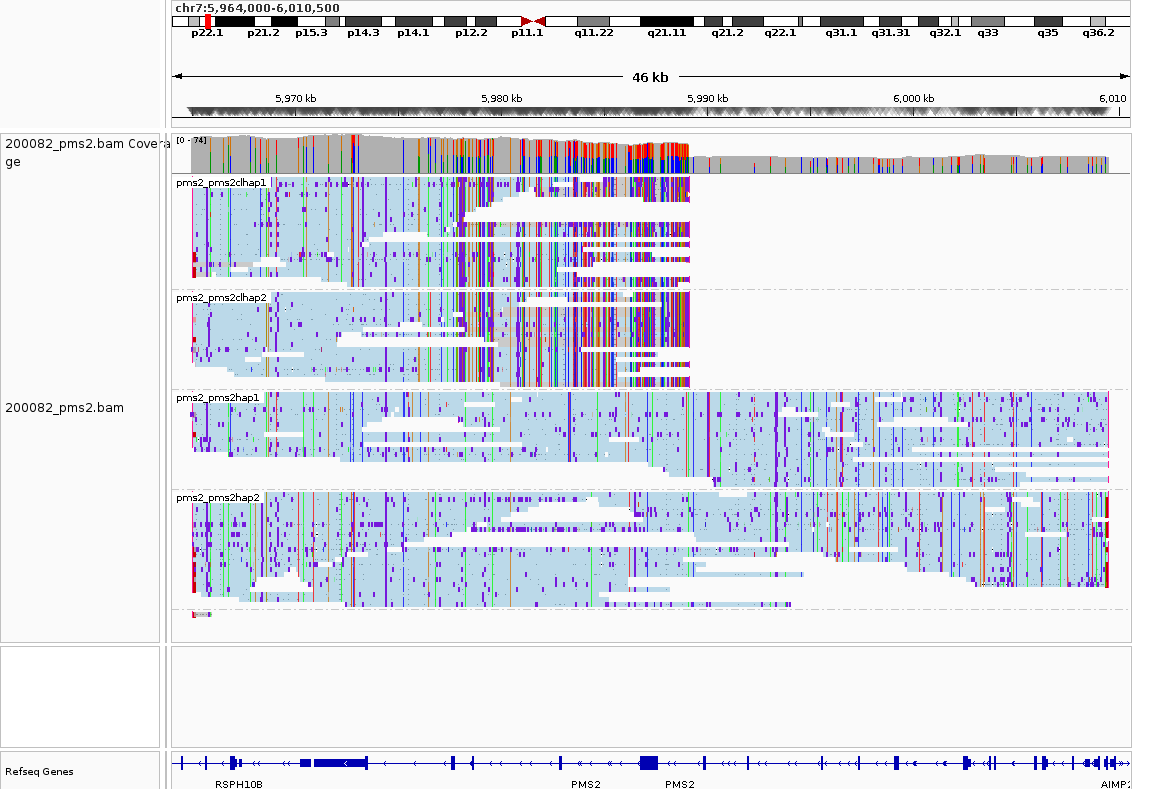 chr7:5,964,000-6,010,500
p22.1 p21.2 p15.3 p14.3 p14.1 p12.2 p11.1 q11.22 q21.11 q21.2 q22.1 q31.1 q31.31 q32.1 q33 q35 q36.2
46 kb
5,970 kb 5,980 kb 5,990 kb 6,000 kb 6,010
200082_pms2.bam Covera
ge
[0 - 74]
pms2_pms2clhap1
pms2_pms2clhap2
pms2_pms2hap1
200082_pms2.bam
pms2_pms2hap2
Refseq Genes
RSPH10B PMS2 PMS2 AIMP2